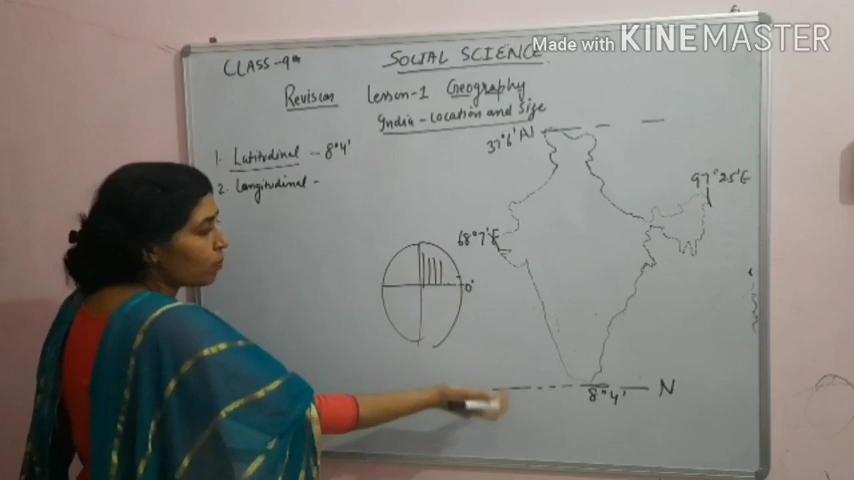 Made with KINEMASTER
CLASS-9th
SOCIAL SCIENCE
Revision Lesson-1 Geography
India - Location and Size
1. Latitudinal - 8°4'
2. Longitudinal -
37°6' N
97°25'E
68°7'E
0°
8°4' N